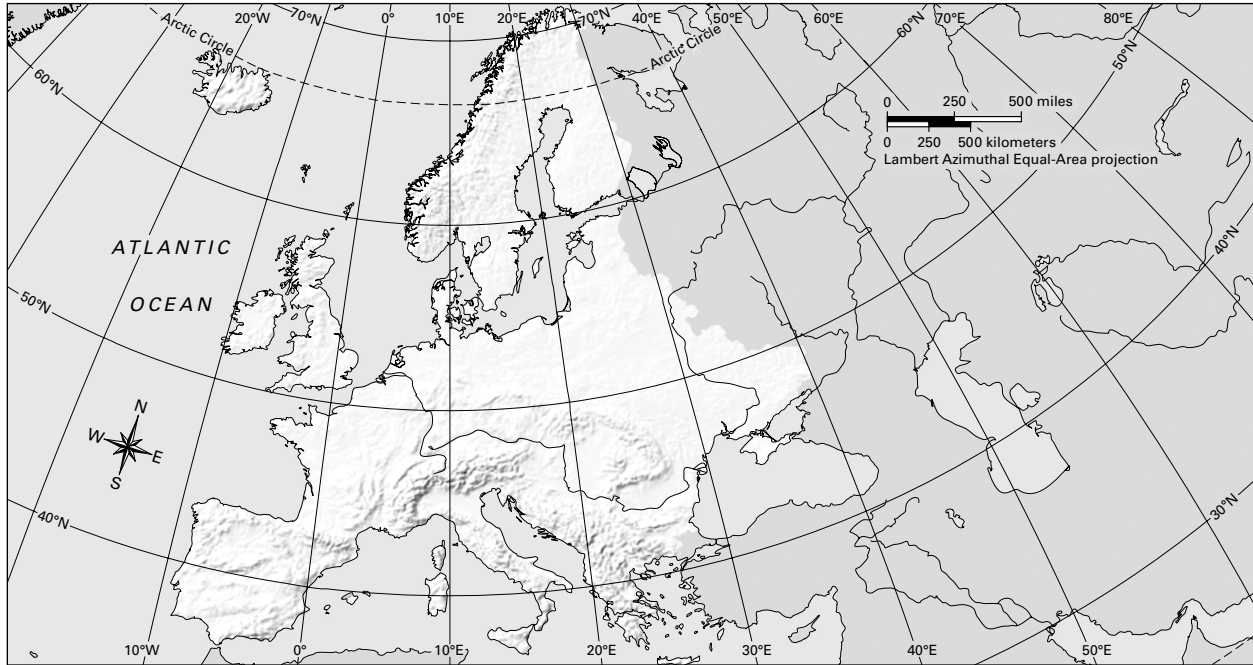 20°W
70°N
0°
10°E
20°E
70°N
40°E
50°E
60°E
60°N
70°E
80°E
Arctic Circle
Arctic Circle
60°N
50°N
0 250 500 miles
0 250 500 kilometers
Lambert Azimuthal Equal-Area projection
ATLANTIC
OCEAN
40°N
50°N
N
W
E
S
40°N
30°N
10°W
0°
10°E
20°E
30°E
40°E
50°E